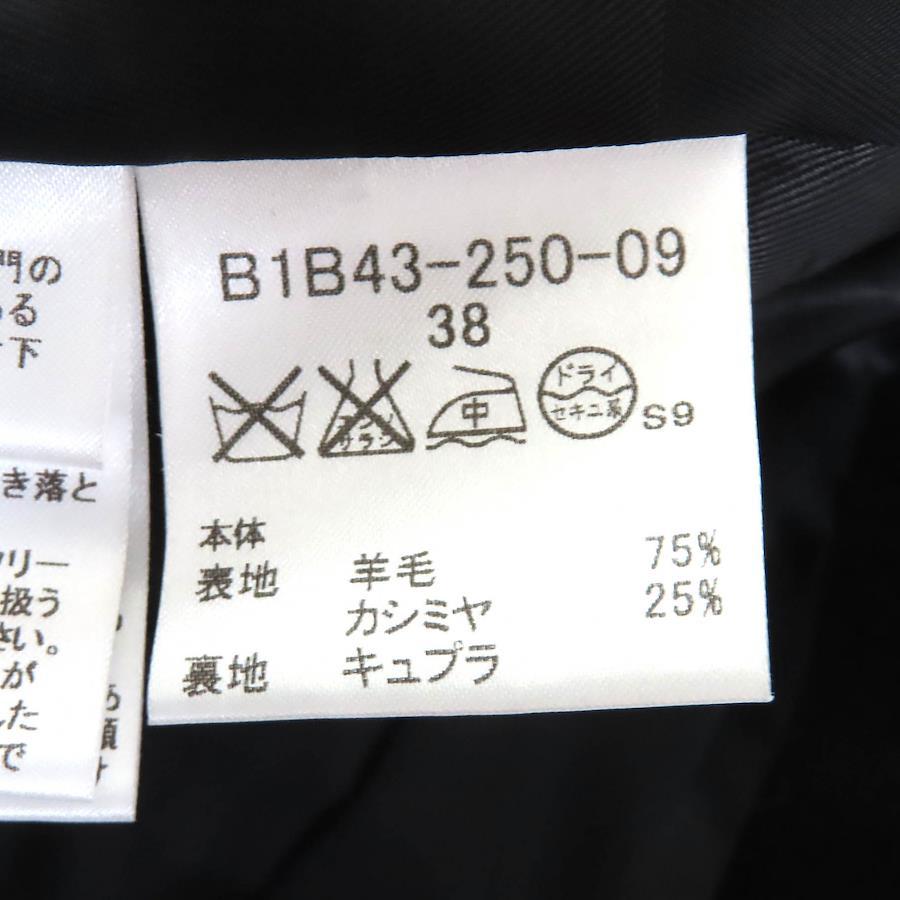 B1B43-250-09
38
中
ドライ
セキユ系
S9
本体
表地 羊毛 75%
カシミヤ 25%
裏地 キュプラ
門の
る
下
き落と
リー
扱う
さい。
が
した
で